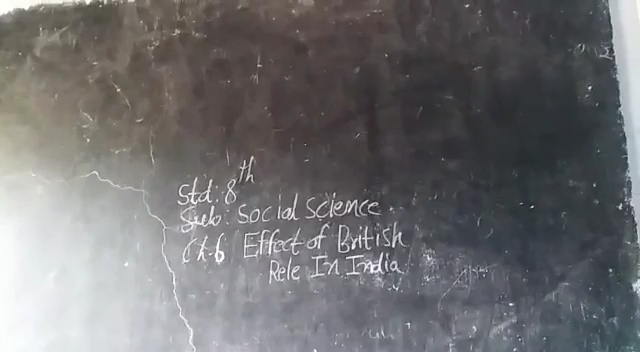 Std: 8th
Sub: Social Science
Ch-6 Effect of British
Rele In India